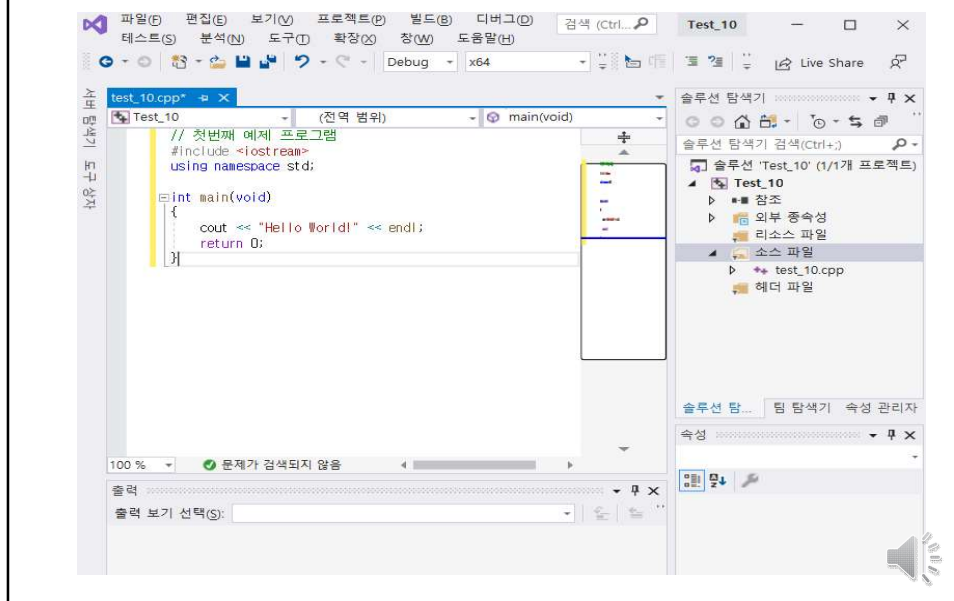 파일(F) 편집(E) 보기(V) 프로젝트(P) 빌드(B) 디버그(D) 검색 (Ctrl... Test_10
테스트(S) 분석(N) 도구(T) 확장(X) 창(W) 도움말(H)
Debug x64 Live Share
서버 탐색기
도구 상자
test_10.cpp*
Test_10 (전역 범위) main(void)
// 첫번째 예제 프로그램
#include <iostream>
using namespace std;
int main(void)
{
cout << "Hello World!" << endl;
return 0;
}
100 % 문제가 검색되지 않음
출력
출력 보기 선택(S):
솔루션 탐색기
솔루션 탐색기 검색(Ctrl+;)
솔루션 'Test_10' (1/1개 프로젝트)
Test_10
참조
외부 종속성
리소스 파일
소스 파일
test_10.cpp
헤더 파일
솔루션 탐... 팀 탐색기 속성 관리자
속성